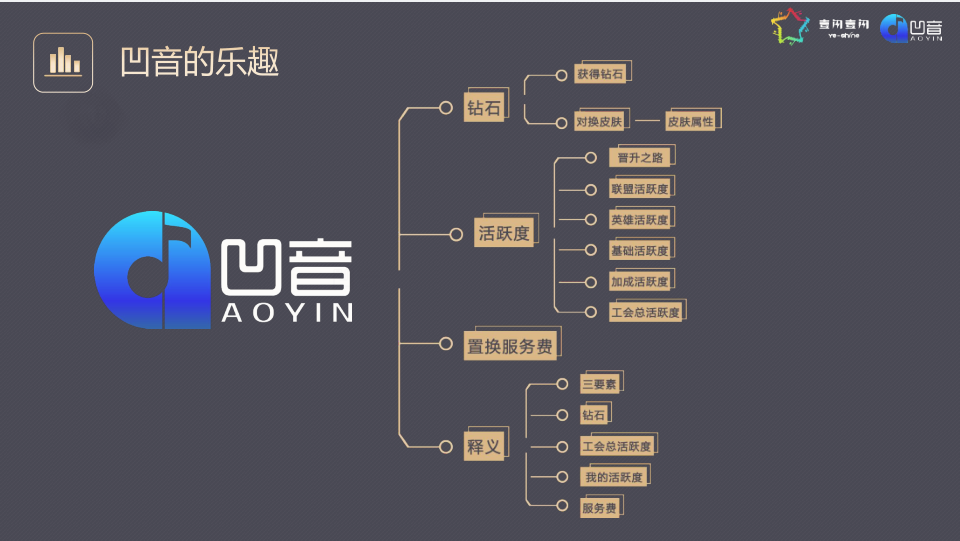 凹音的乐趣
壹闪壹闪
ye-shine
凹音
AOYIN
凹音
AOYIN
钻石
获得钻石
对换皮肤
皮肤属性
活跃度
晋升之路
联盟活跃度
英雄活跃度
基础活跃度
加成活跃度
工会总活跃度
置换服务费
释义
三要素
钻石
工会总活跃度
我的活跃度
服务费